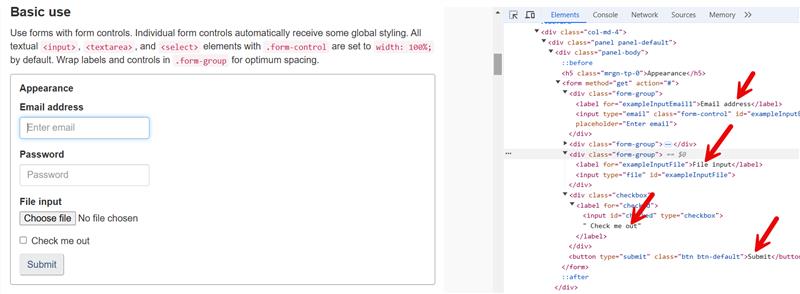 Basic use
Use forms with form controls. Individual form controls automatically receive some global styling. All
textual <input>, <textarea>, and <select> elements with .form-control are set to width: 100%;
by default. Wrap labels and controls in .form-group for optimum spacing.
Appearance
Email address
Enter email
Password
Password
File input
Choose file No file chosen
Check me out
Submit
Elements Console Sources Network
<div class="col-md-4">
<div class="panel panel-default">
<div class="panel-body">
::before
<h5 class="mrgn-tp-0">Appearance</h5>
<form method="get" action="#">
<div class="form-group">
<label for="exampleInputEmail1">Email address</label>
<input type="email" class="form-control" id="exampleInputE
placeholder="Enter email">
</div>
<div class="form-group"> ⋯ </div>
<div class="form-group"> == $0
<label for="exampleInputFile">File input</label>
<input type="file" id="exampleInputFile">
</div>
<div class="checkbox">
<label for="che
<input id="ch type="checkbox">
" Check me out"
</label>
</div>
<button type="submit" class="btn btn-default">Submit</button
</form>
::after
</div>